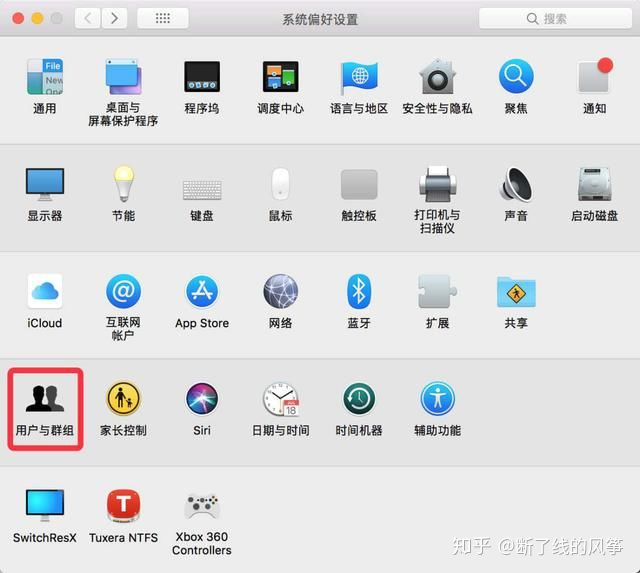 系统偏好设置
搜索
File
New
Ope
通用
桌面与
屏幕保护程序
程序坞
调度中心
语言与地区
安全性与隐私
聚焦
通知
显示器
节能
键盘
鼠标
触控板
打印机与
扫描仪
声音
启动磁盘
iCloud
互联网
帐户
App Store
网络
蓝牙
扩展
共享
18
用户与群组
家长控制
Siri
日期与时间
时间机器
辅助功能
T
SwitchResX
Tuxera NTFS
Xbox 360
Controllers
知乎 @断了线的风筝